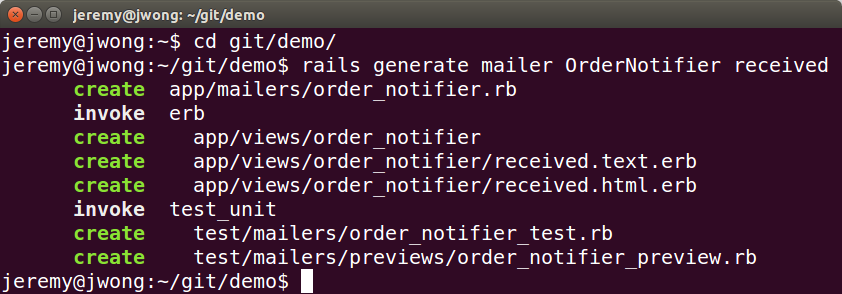 jeremy@jwong: ~/git/demo
jeremy@jwong:~$ cd git/demo/
jeremy@jwong:~/git/demo$ rails generate mailer OrderNotifier received
      create  app/mailers/order_notifier.rb
      invoke  erb
      create    app/views/order_notifier
      create    app/views/order_notifier/received.text.erb
      create    app/views/order_notifier/received.html.erb
      invoke  test_unit
      create    test/mailers/order_notifier_test.rb
      create    test/mailers/previews/order_notifier_preview.rb
jeremy@jwong:~/git/demo$